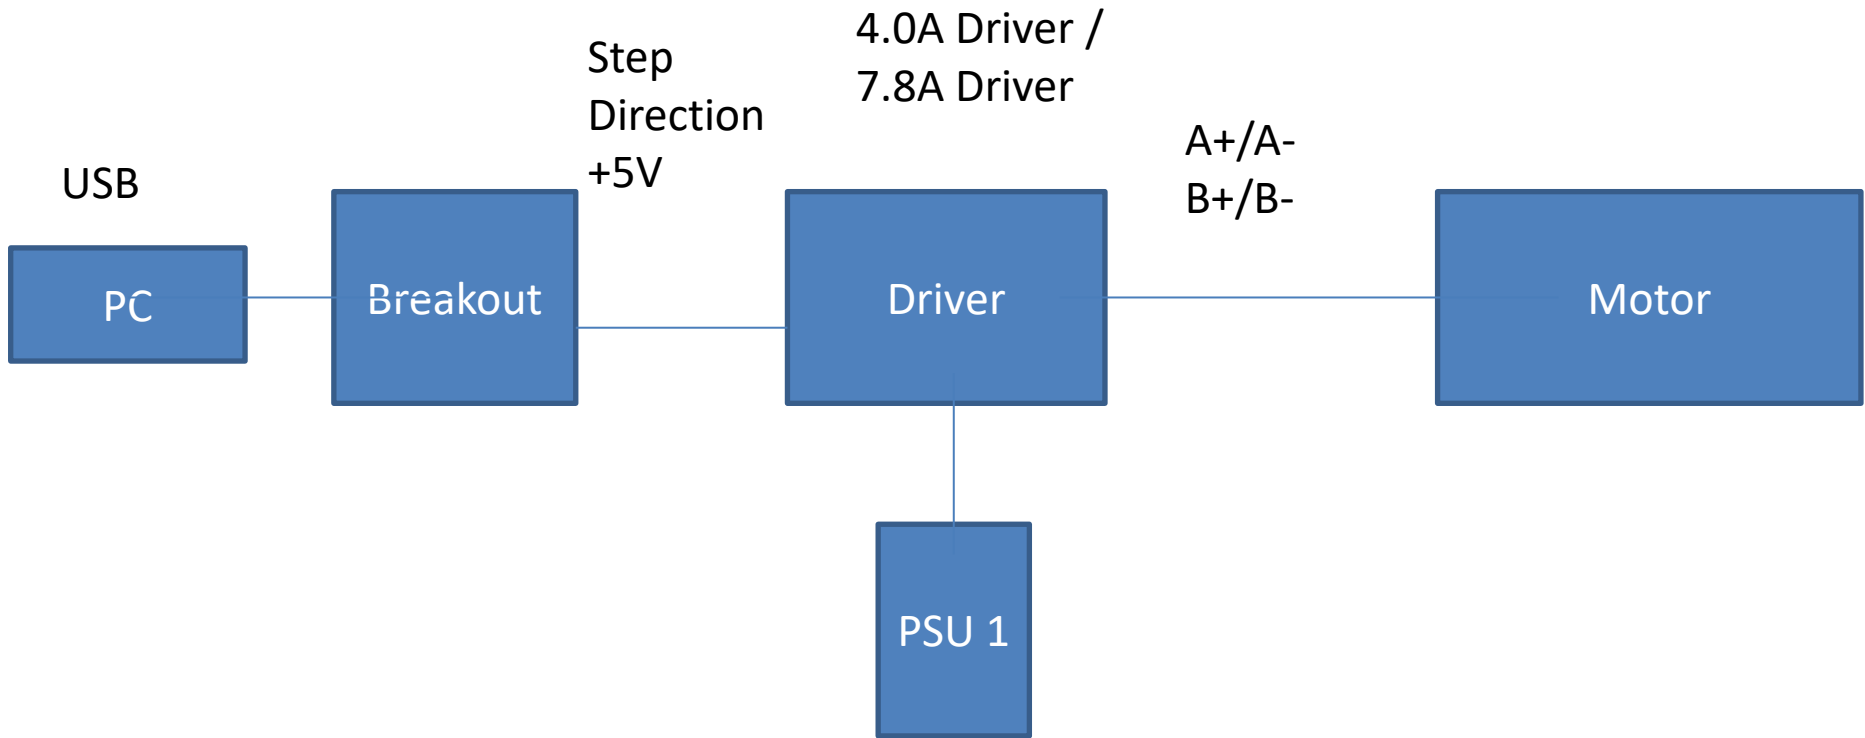 4.0A Driver /
7.8A Driver
Step
Direction
+5V
A+/A-
B+/B-
USB
PC
Breakout
Driver
Motor
PSU 1